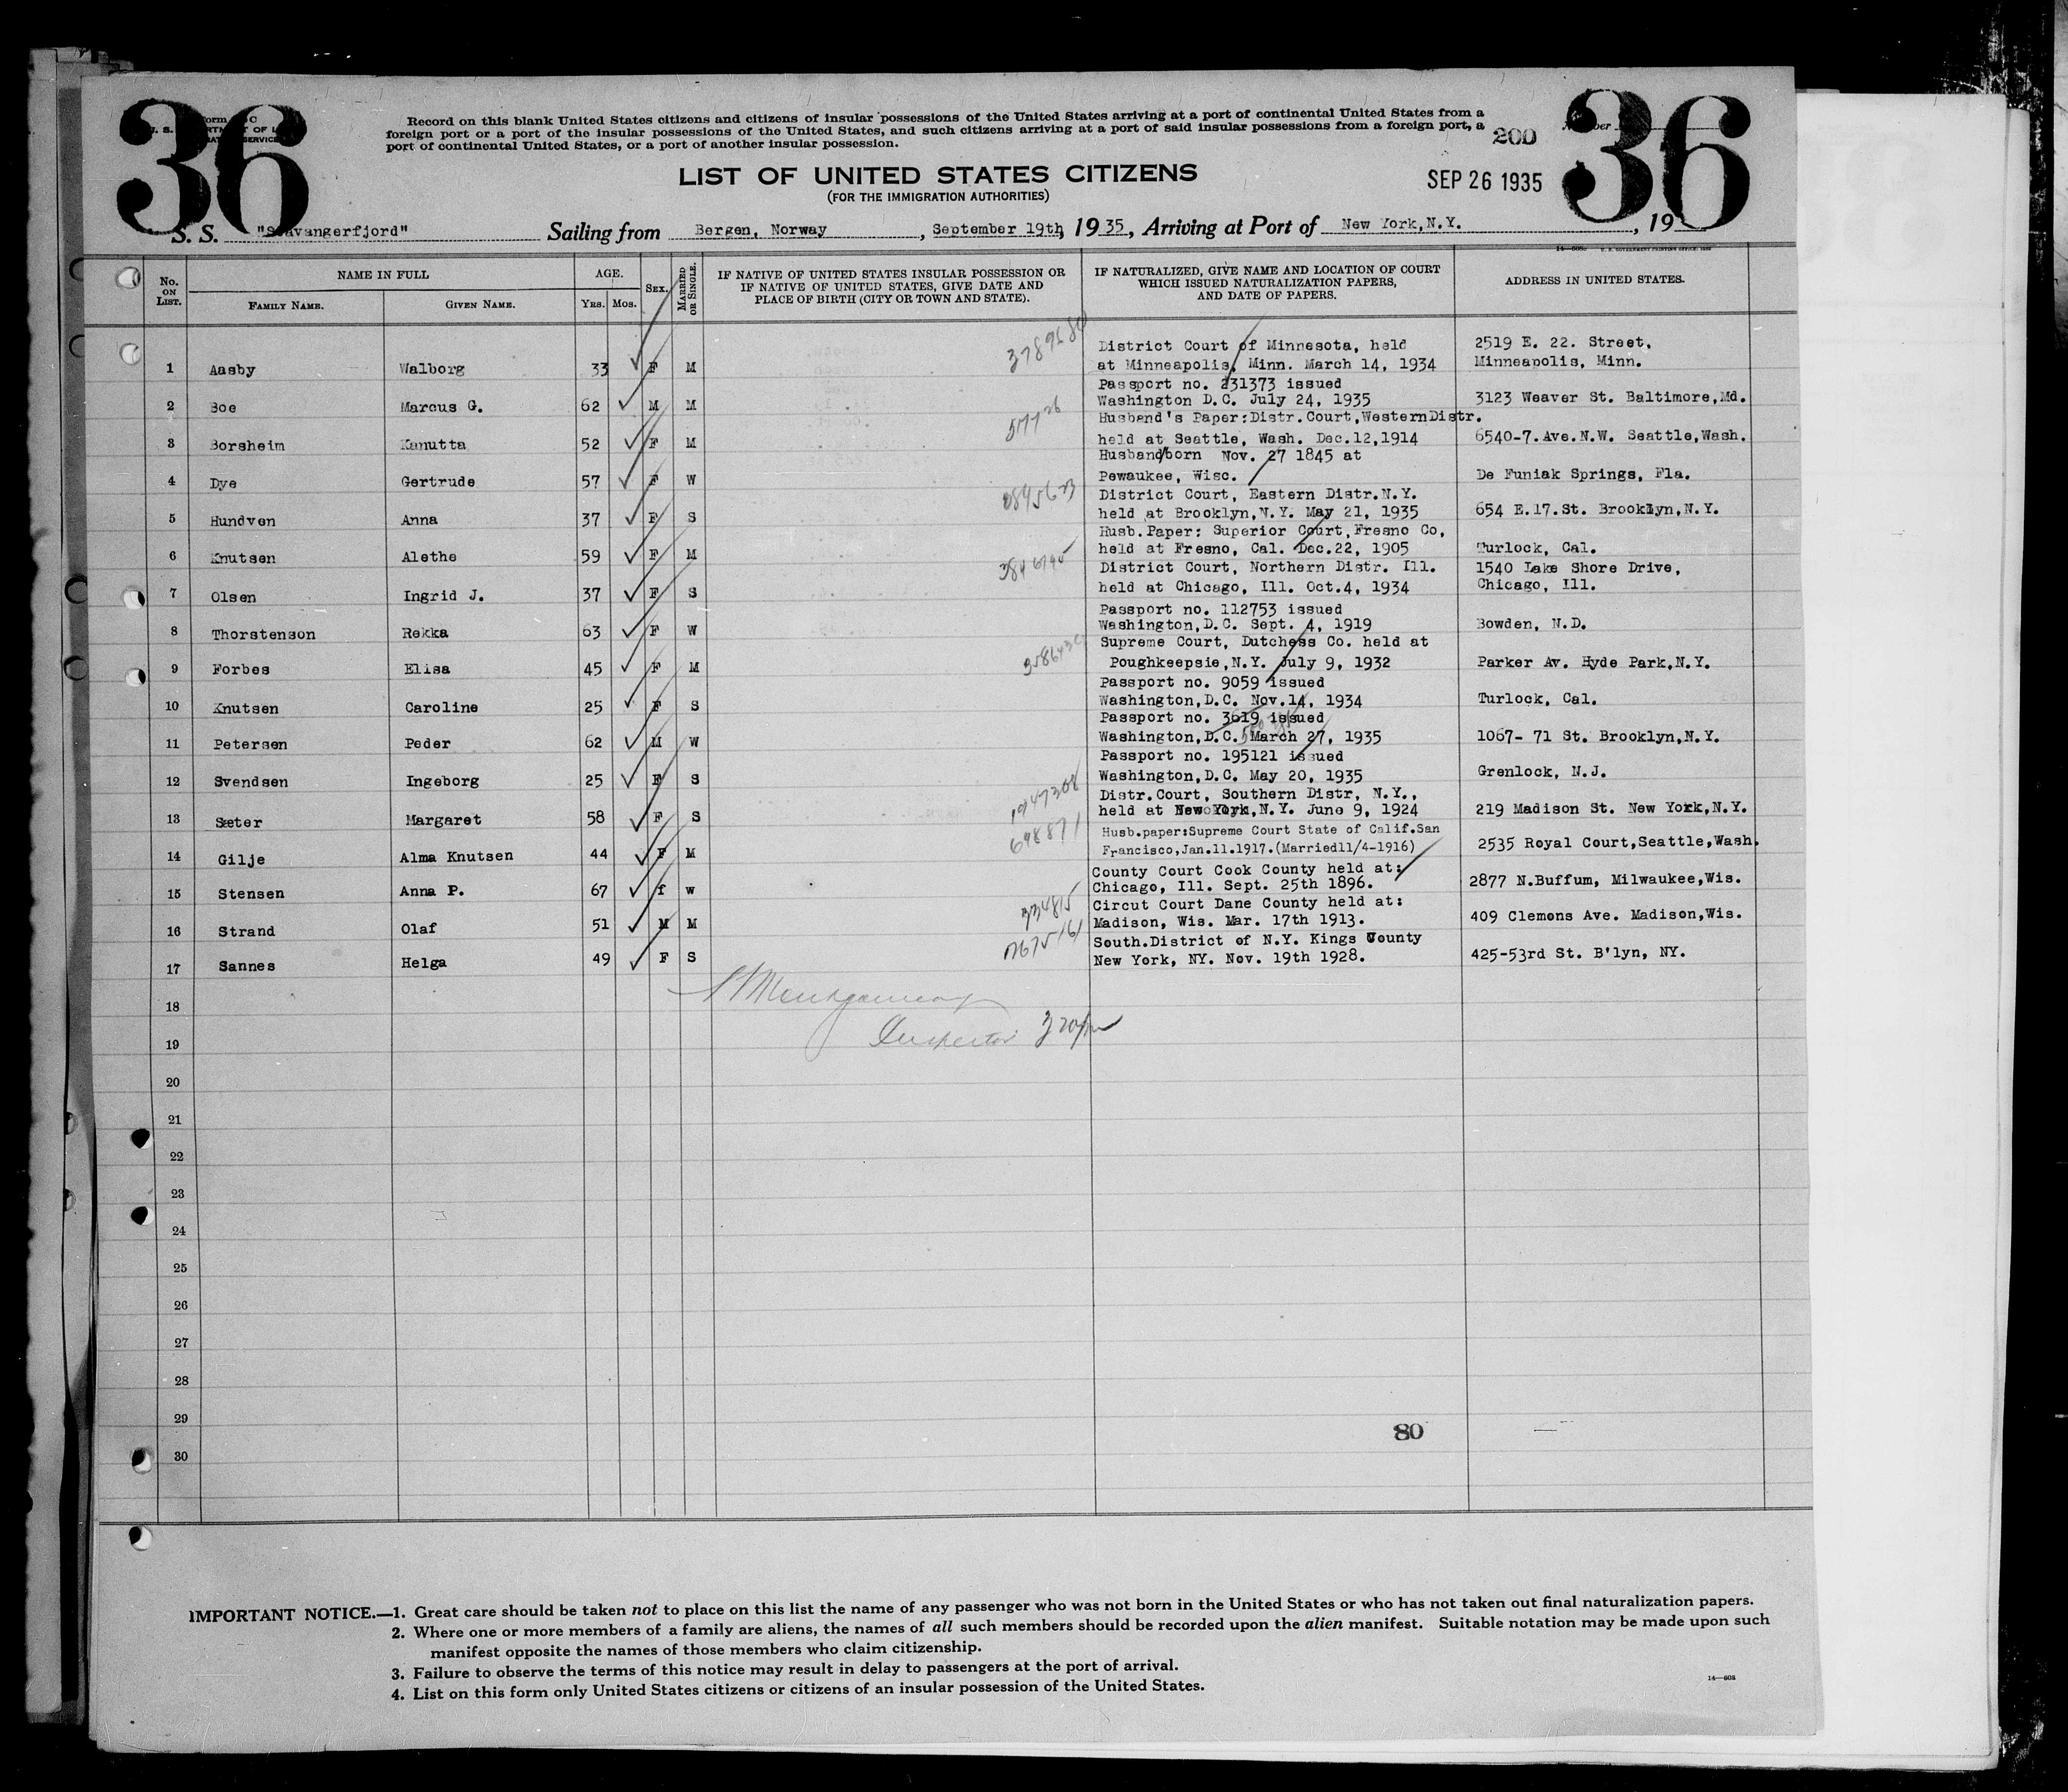 36
36
Record on this blank United States citizens and citizens of insular possessions of the United States arriving at a port of continental United States from a
foreign port or a port of the insular possessions of the United States, and such citizens arriving at a port of said insular possessions from a foreign port, a
port of continental United States, or a port of another insular possession.
200
LIST OF UNITED STATES CITIZENS
(FOR THE IMMIGRATION AUTHORITIES)
SEP 26 1935
S. S. "Stavangerfjord" Sailing from Bergen, Norway, September 19th, 1935, Arriving at Port of New York,N.Y., 19
No. ON LIST. NAME IN FULL AGE. SEX. MARRIED OR SINGLE. IF NATIVE OF UNITED STATES INSULAR POSSESSION OR IF NATIVE OF UNITED STATES, GIVE DATE AND PLACE OF BIRTH (CITY OR TOWN AND STATE). IF NATURALIZED, GIVE NAME AND LOCATION OF COURT WHICH ISSUED NATURALIZATION PAPERS, AND DATE OF PAPERS. ADDRESS IN UNITED STATES.
FAMILY NAME. GIVEN NAME. YRS. MOS.
District Court of Minnesota, held 2519 E. 22. Street,
1 Aasby Walborg 33 F M at Minneapolis, Minn. March 14, 1934 Minneapolis, Minn.
Passport no. 231373 issued
2 Boe Marcus G. 62 M M Washington D.C. July 24, 1935 3123 Weaver St. Baltimore,Md.
Husband's Paper:Distr.Court,WesternDistr.
3 Borsheim Kanutta 52 F M held at Seattle, Wash. Dec.12,1914 6540-7.Ave.N.W. Seattle,Wash.
Husband/born Nov. 27 1845 at
4 Dye Gertrude 57 F W Pewaukee, Wisc. De Funiak Springs, Fla.
District Court, Eastern Distr.N.Y.
5 Hundven Anna 37 F S held at Brooklyn,N.Y. May 21, 1935 654 E.17.St. Brooklyn,N.Y.
Husb.Paper: Superior Court,Fresno Co,
6 Knutsen Alethe 59 F M held at Fresno, Cal. Dec.22, 1905 Turlock, Cal.
District Court, Northern Distr. Ill. 1540 Lake Shore Drive,
7 Olsen Ingrid J. 37 F S held at Chicago, Ill. Oct.4, 1934 Chicago, Ill.
Passport no. 112753 issued
8 Thorstenson Rekka 63 F W Washington,D.C. Sept. 4, 1919 Bowden, N.D.
Supreme Court, Dutchess Co. held at
9 Forbes Elisa 45 F M Poughkeepsie,N.Y. July 9, 1932 Parker Av. Hyde Park,N.Y.
Passport no. 9059 issued
10 Knutsen Caroline 25 F S Washington,D.C. Nov.14, 1934 Turlock, Cal.
Passport no. 3619 issued
11 Petersen Peder 62 M W Washington,D.C. March 27, 1935 1067- 71 St. Brooklyn,N.Y.
Passport no. 195121 issued
12 Svendsen Ingeborg 25 F S Washington,D.C. May 20, 1935 Grenlock, N.J.
Distr.Court, Southern Distr, N.Y.,
13 Sæter Margaret 58 F S held at New York,N.Y. June 9, 1924 219 Madison St. New York,N.Y.
698871 Husb.paper:Supreme Court State of Calif.San
14 Gilje Alma Knutsen 44 F M Francisco,Jan.11.1917.(Married11/4-1916) 2535 Royal Court,Seattle,Wash.
County Court Cook County held at:
15 Stensen Anna P. 67 f w Chicago, Ill. Sept. 25th 1896. 2877 N.Buffum, Milwaukee,Wis.
Circut Court Dane County held at:
16 Strand Olaf 51 M M Madison, Wis. Mar. 17th 1913. 409 Clemons Ave. Madison,Wis.
South.District of N.Y. Kings County
17 Sannes Helga 49 F S New York, NY. Nov. 19th 1928. 425-53rd St. B'lyn, NY.
Montgomery
18
Inspector
19
20
21
22
23
24
25
26
27
28
29
80
30
IMPORTANT NOTICE.—1. Great care should be taken not to place on this list the name of any passenger who was not born in the United States or who has not taken out final naturalization papers.
2. Where one or more members of a family are aliens, the names of all such members should be recorded upon the alien manifest. Suitable notation may be made upon such
manifest opposite the names of those members who claim citizenship.
3. Failure to observe the terms of this notice may result in delay to passengers at the port of arrival.
4. List on this form only United States citizens or citizens of an insular possession of the United States.
14—608